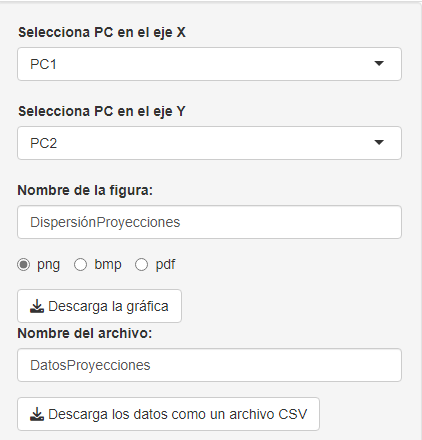 Selecciona PC en el eje X
PC1
Selecciona PC en el eje Y
PC2
Nombre de la figura:
DispersiónProyecciones
png bmp pdf
Descarga la gráfica
Nombre del archivo:
DatosProyecciones
Descarga los datos como un archivo CSV